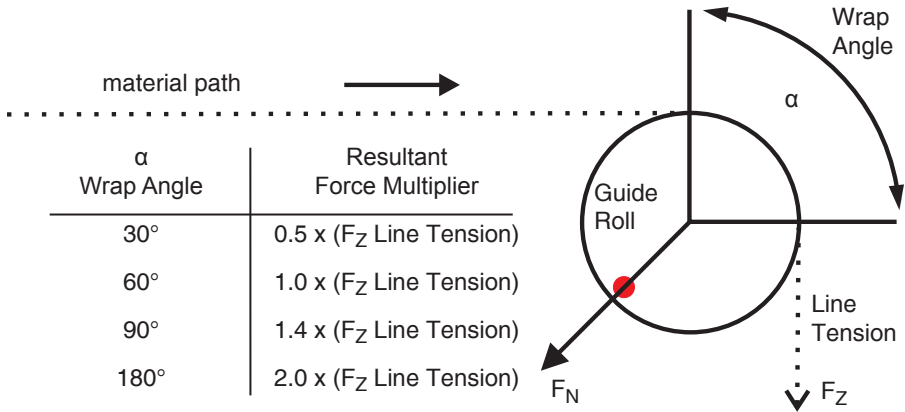 Wrap
Angle
material path
α
α
Wrap Angle
Resultant
Force Multiplier
30° 0.5 x (FZ Line Tension)
60° 1.0 x (FZ Line Tension)
90° 1.4 x (FZ Line Tension)
180° 2.0 x (FZ Line Tension)
Guide
Roll
Line
Tension
FN
FZ